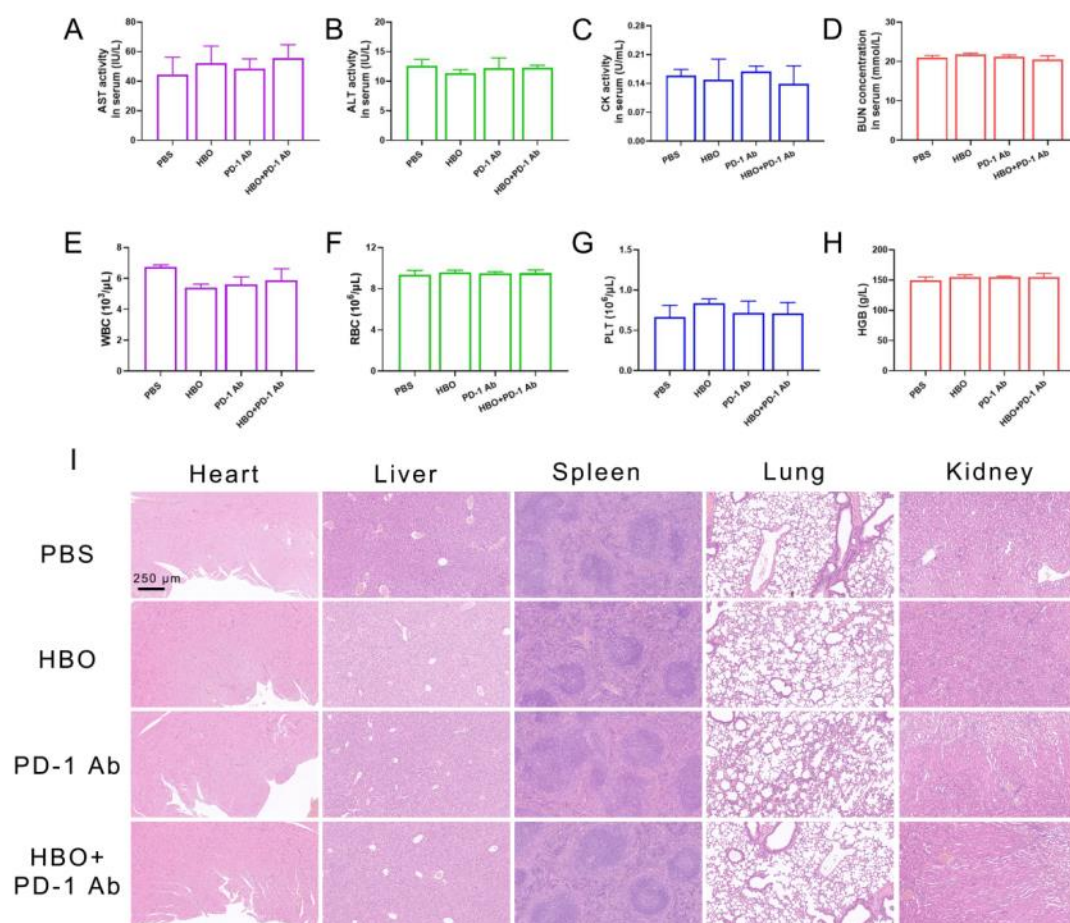 A
AST activity
in serum (IU/L)
80
60
40
20
0
PBS
HBO
PD-1 Ab
HBO+PD-1 Ab
B
ALT activity
in serum (IU/L)
20
15
10
5
0
PBS
HBO
PD-1 Ab
HBO+PD-1 Ab
C
CK activity
in serum (U/mL)
0.28
0.21
0.14
0.07
0.00
PBS
HBO
PD-1 Ab
HBO+PD-1 Ab
D
BUN concentration
in serum (mmol/L)
30
20
10
0
PBS
HBO
PD-1 Ab
HBO+PD-1 Ab
E
WBC (10³/μL)
8
6
4
2
0
PBS
HBO
PD-1 Ab
HBO+PD-1 Ab
F
RBC (10⁶/μL)
12
9
6
3
0
PBS
HBO
PD-1 Ab
HBO+PD-1 Ab
G
PLT (10⁶/μL)
1.5
1.0
0.5
0.0
PBS
HBO
PD-1 Ab
HBO+PD-1 Ab
H
HGB (g/L)
200
150
100
50
0
PBS
HBO
PD-1 Ab
HBO+PD-1 Ab
I
Heart Liver Spleen Lung Kidney
PBS
250 μm
HBO
PD-1 Ab
HBO+
PD-1 Ab